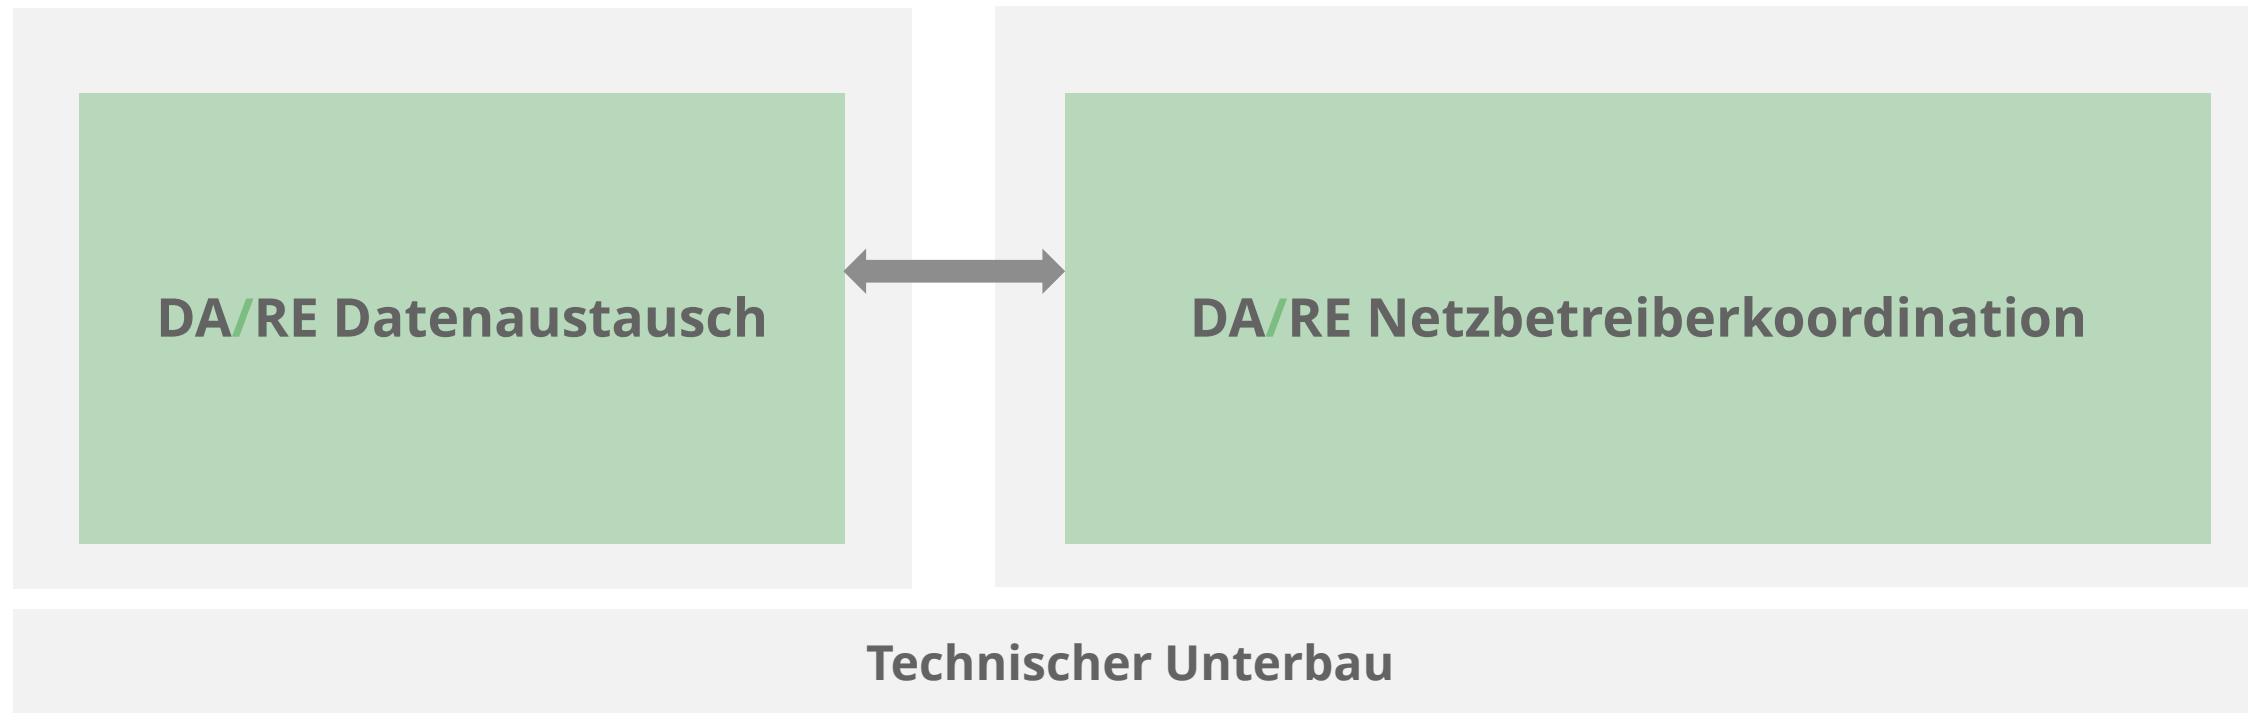 DA/RE Datenaustausch
DA/RE Netzbetreiberkoordination
Technischer Unterbau